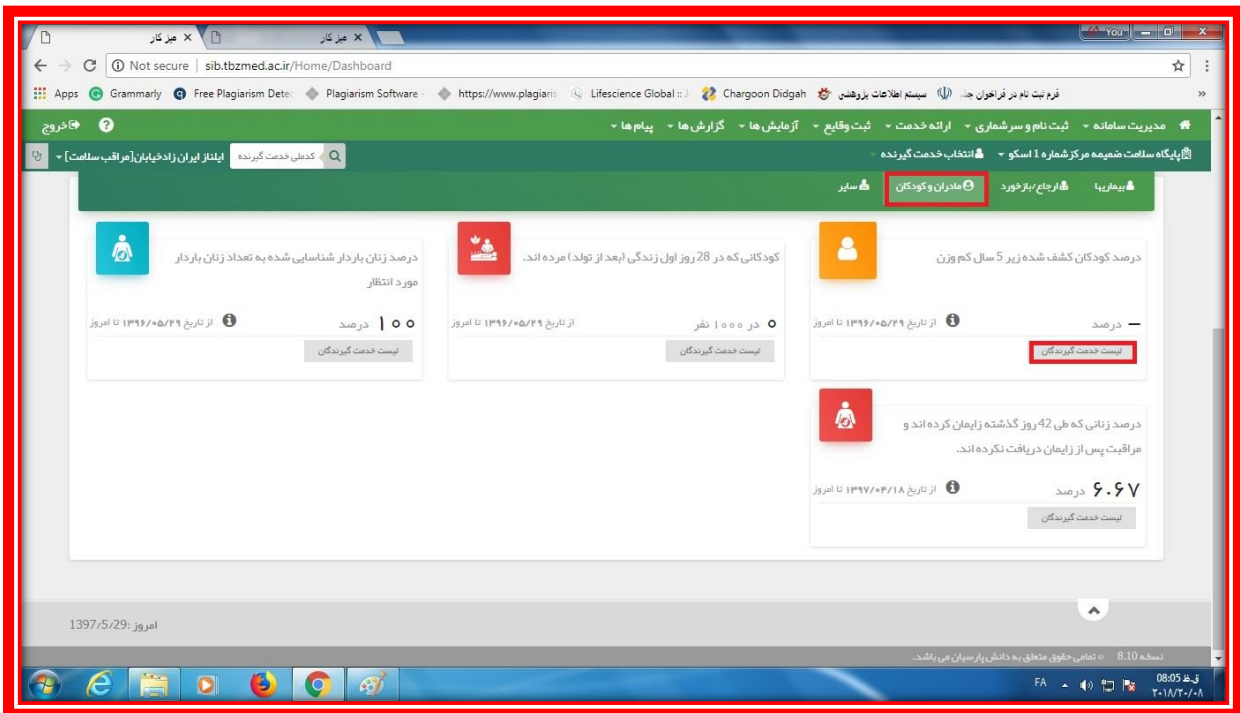 میز کار
میز کار
You
Not secure | sib.tbzmed.ac.ir/Home/Dashboard
Apps Grammarly Free Plagiarism Detec Plagiarism Software - https://www.plagiaris Lifescience Global :: J Chargoon Didgah سیستم اطلاعات پژوهشی فرم ثبت نام در فراخوان جذ »
مدیریت سامانه ثبت نام و سرشماری ارائه خدمت ثبت وقایع آزمایش ها گزارش ها پیام ها خروج
پایگاه سلامت ضمیمه مرکز شماره 1 اسکو انتخاب خدمت گیرنده کدملی خدمت گیرنده ایلناز ایران زادخیابان[مراقب سلامت]
بیماریها ارجاع/بازخورد مادران و کودکان سایر
درصد کودکان کشف شده زیر 5 سال کم وزن
— درصد
از تاریخ ۱۳۹۶/۰۵/۲۹ تا امروز
لیست خدمت گیرندگان
کودکانی که در 28 روز اول زندگی (بعد از تولد) مرده اند.
۰ در ۱۰۰۰ نفر
از تاریخ ۱۳۹۶/۰۵/۲۹ تا امروز
لیست خدمت گیرندگان
درصد زنان باردار شناسایی شده به تعداد زنان باردار
مورد انتظار
۱۰۰ درصد
از تاریخ ۱۳۹۶/۰۵/۲۹ تا امروز
لیست خدمت گیرندگان
درصد زنانی که طی 42 روز گذشته زایمان کرده اند و
مراقبت پس از زایمان دریافت نکرده اند.
۶.۶۷ درصد
از تاریخ ۱۳۹۷/۰۴/۱۸ تا امروز
لیست خدمت گیرندگان
امروز :1397/5/29
نسخه 8.10 © تمامی حقوق متعلق به دانش پارسیان می باشد.
FA
08:05 ق.ظ